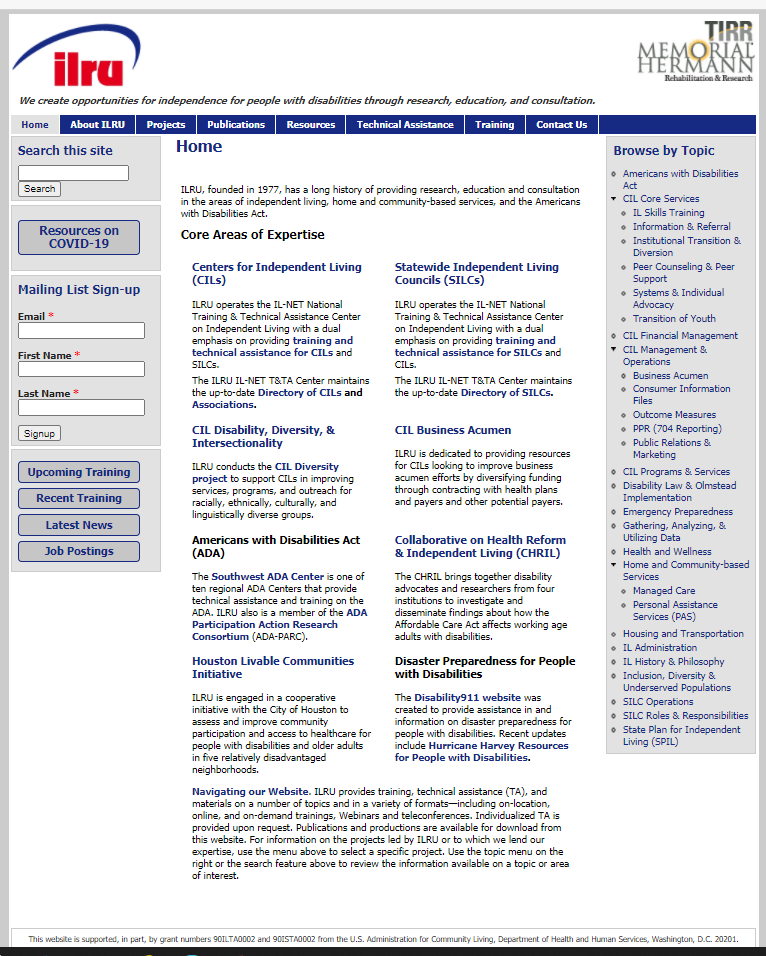 ilru
TIRR
MEMORIAL
HERMANN
Rehabilitation & Research
We create opportunities for independence for people with disabilities through research, education, and consultation.
Home
About ILRU
Projects
Publications
Resources
Technical Assistance
Training
Contact Us
Search this site
Search
Resources on
COVID-19
Mailing List Sign-up
Email *
First Name *
Last Name *
Signup
Upcoming Training
Recent Training
Latest News
Job Postings
Home
ILRU, founded in 1977, has a long history of providing research, education and consultation
in the areas of independent living, home and community-based services, and the Americans
with Disabilities Act.
Core Areas of Expertise
Centers for Independent Living
(CILs)
ILRU operates the IL-NET National
Training & Technical Assistance Center
on Independent Living with a dual
emphasis on providing training and
technical assistance for CILs and
SILCs.
The ILRU IL-NET T&TA Center maintains
the up-to-date Directory of CILs and
Associations.
Statewide Independent Living
Councils (SILCs)
ILRU operates the IL-NET National
Training & Technical Assistance Center
on Independent Living with a dual
emphasis on providing training and
technical assistance for SILCs and
CILs.
The ILRU IL-NET T&TA Center maintains
the up-to-date Directory of SILCs.
CIL Disability, Diversity, &
Intersectionality
ILRU conducts the CIL Diversity
project to support CILs in improving
services, programs, and outreach for
racially, ethnically, culturally, and
linguistically diverse groups.
CIL Business Acumen
ILRU is dedicated to providing resources
for CILs looking to improve business
acumen efforts by diversifying funding
through contracting with health plans
and payers and other potential payers.
Americans with Disabilities Act
(ADA)
The Southwest ADA Center is one of
ten regional ADA Centers that provide
technical assistance and training on the
ADA. ILRU also is a member of the ADA
Participation Action Research
Consortium (ADA-PARC).
Collaborative on Health Reform
& Independent Living (CHRIL)
The CHRIL brings together disability
advocates and researchers from four
institutions to investigate and
disseminate findings about how the
Affordable Care Act affects working age
adults with disabilities.
Houston Livable Communities
Initiative
ILRU is engaged in a cooperative
initiative with the City of Houston to
assess and improve community
participation and access to healthcare for
people with disabilities and older adults
in five relatively disadvantaged
neighborhoods.
Disaster Preparedness for People
with Disabilities
The Disability911 website was
created to provide assistance in and
information on disaster preparedness for
people with disabilities. Recent updates
include Hurricane Harvey Resources
for People with Disabilities.
Navigating our Website. ILRU provides training, technical assistance (TA), and
materials on a number of topics and in a variety of formats—including on-location,
online, and on-demand trainings, Webinars and teleconferences. Individualized TA is
provided upon request. Publications and productions are available for download from
this website. For information on the projects led by ILRU or to which we lend our
expertise, use the menu above to select a specific project. Use the topic menu on the
right or the search feature above to review the information available on a topic or area
of interest.
Browse by Topic
Americans with Disabilities
Act
CIL Core Services
IL Skills Training
Information & Referral
Institutional Transition &
Diversion
Peer Counseling & Peer
Support
Systems & Individual
Advocacy
Transition of Youth
CIL Financial Management
CIL Management &
Operations
Business Acumen
Consumer Information
Files
Outcome Measures
PPR (704 Reporting)
Public Relations &
Marketing
CIL Programs & Services
Disability Law & Olmstead
Implementation
Emergency Preparedness
Gathering, Analyzing, &
Utilizing Data
Health and Wellness
Home and Community-based
Services
Managed Care
Personal Assistance
Services (PAS)
Housing and Transportation
IL Administration
IL History & Philosophy
Inclusion, Diversity &
Underserved Populations
SILC Operations
SILC Roles & Responsibilities
State Plan for Independent
Living (SPIL)
This website is supported, in part, by grant numbers 90ILTA0002 and 90ISTA0002 from the U.S. Administration for Community Living, Department of Health and Human Services, Washington, D.C. 20201.